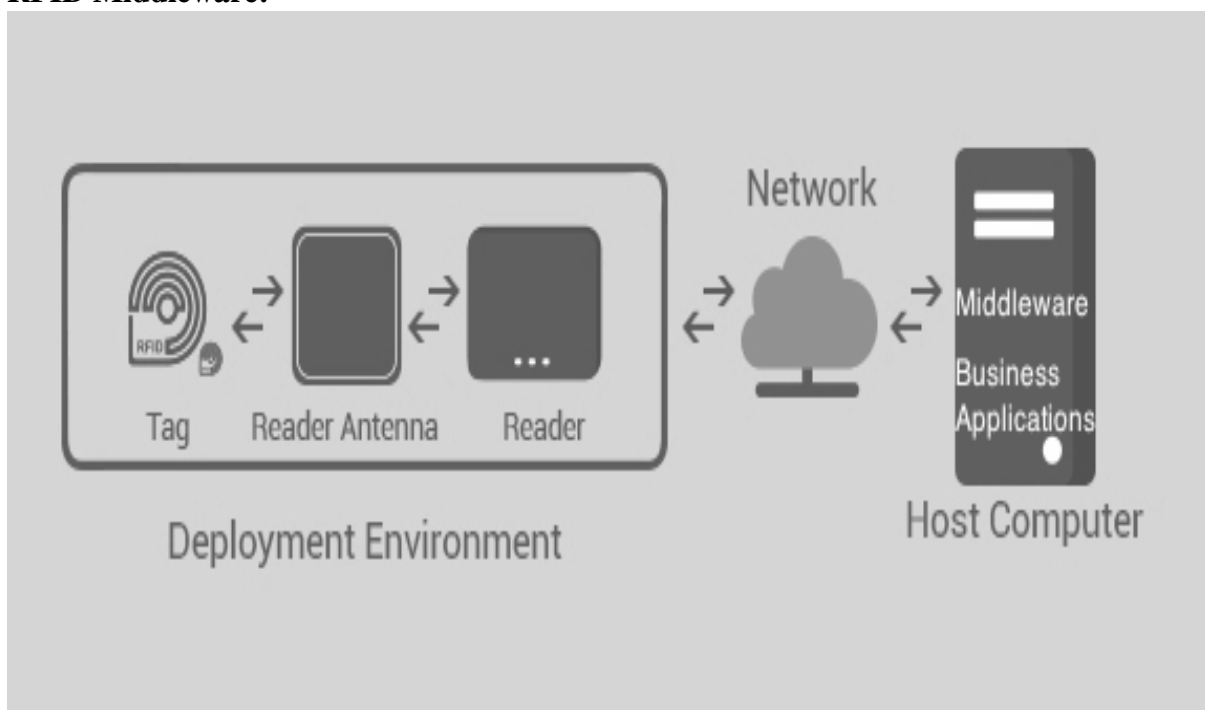 RFID Middleware:
Network
Middleware
RFID
Business
Applications
Tag
Reader Antenna
Reader
Host Computer
Deployment Environment